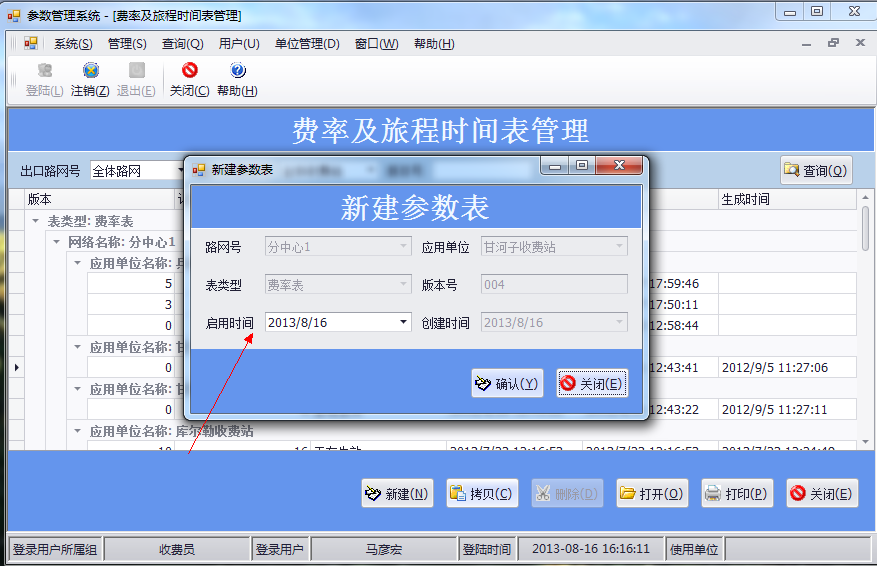 参数管理系统 - [费率及旅程时间表管理]
系统(S) 管理(S) 查询(Q) 用户(U) 单位管理(D) 窗口(W) 帮助(H)
登陆(L) 注销(Z) 退出(E) 关闭(C) 帮助(H)
费率及旅程时间表管理
出口路网号 全体路网 查询(Q)
版本 生成时间
表类型: 费率表
网络名称: 分中心1
应用单位名称:
5 17:59:46
3 17:50:11
0 12:58:44
应用单位名称: 甘
0 12:43:41 2012/9/5 11:27:06
应用单位名称: 甘
0 12:43:22 2012/9/5 11:27:11
应用单位名称: 库尔勒收费站
新建参数表
新建参数表
路网号 分中心1 应用单位 甘河子收费站
表类型 费率表 版本号 004
启用时间 2013/8/16 创建时间 2013/8/16
确认(Y) 关闭(E)
新建(N) 拷贝(C) 删除(D) 打开(O) 打印(P) 关闭(E)
登录用户所属组 收费员 登录用户 马彦宏 登陆时间 2013-08-16 16:16:11 使用单位